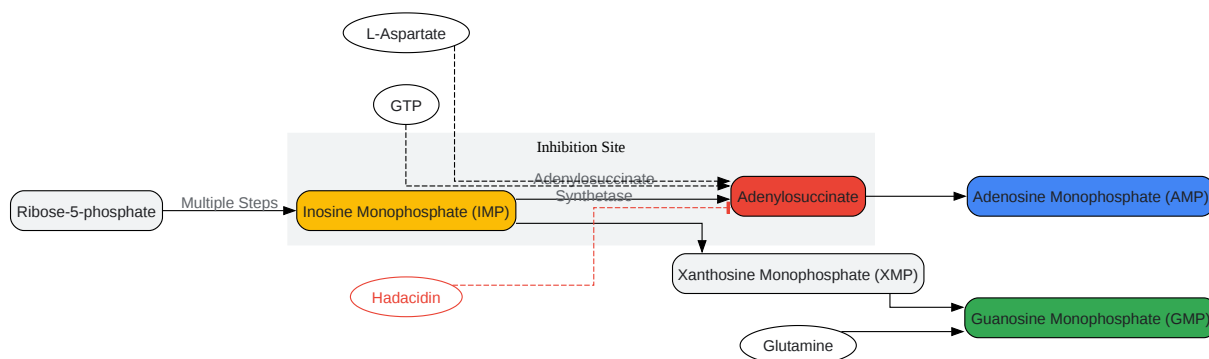 L-Aspartate
GTP
Inhibition Site
Adenylosuccinate
Synthetase
Ribose-5-phosphate
Multiple Steps
Inosine Monophosphate (IMP)
Adenylosuccinate
Adenosine Monophosphate (AMP)
Xanthosine Monophosphate (XMP)
Hadacidin
Guanosine Monophosphate (GMP)
Glutamine